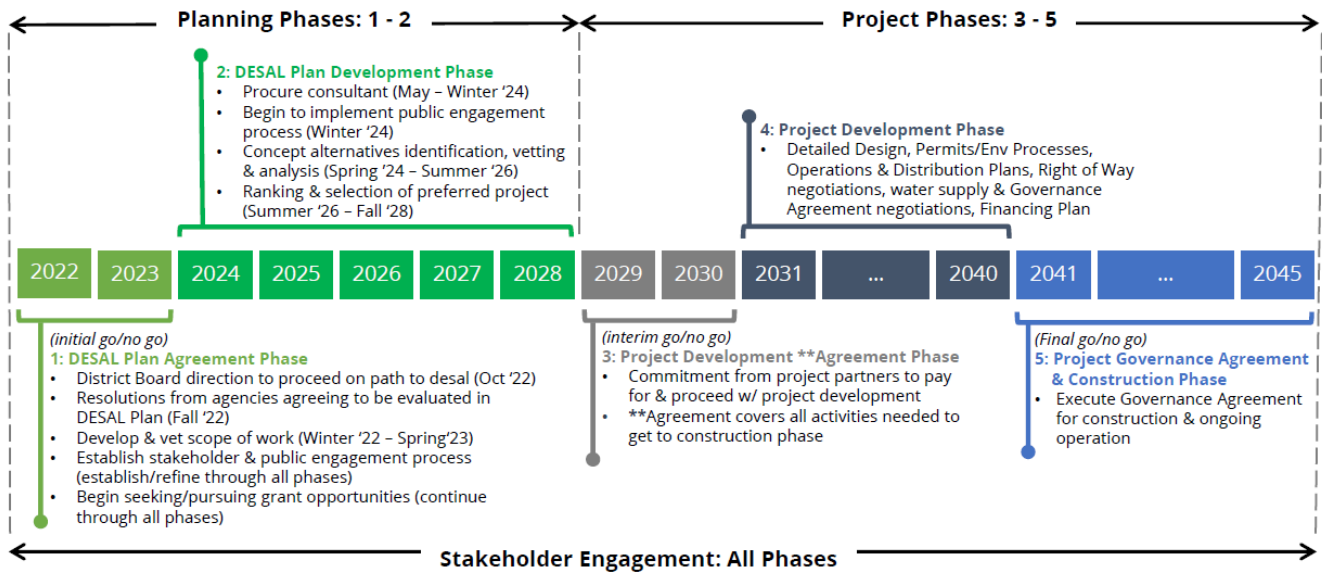 Planning Phases: 1 - 2
Project Phases: 3 - 5
2: DESAL Plan Development Phase
• Procure consultant (May – Winter ‘24)
• Begin to implement public engagement
process (Winter ‘24)
• Concept alternatives identification, vetting
& analysis (Spring ‘24 – Summer ‘26)
• Ranking & selection of preferred project
(Summer ‘26 – Fall ‘28)
4: Project Development Phase
• Detailed Design, Permits/Env Processes,
Operations & Distribution Plans, Right of Way
negotiations, water supply & Governance
Agreement negotiations, Financing Plan
2022 2023 2024 2025 2026 2027 2028 2029 2030 2031 ... 2040 2041 ... 2045
(initial go/no go)
1: DESAL Plan Agreement Phase
• District Board direction to proceed on path to desal (Oct ‘22)
• Resolutions from agencies agreeing to be evaluated in
DESAL Plan (Fall ‘22)
• Develop & vet scope of work (Winter ‘22 – Spring‘23)
• Establish stakeholder & public engagement process
(establish/refine through all phases)
• Begin seeking/pursuing grant opportunities (continue
through all phases)
(interim go/no go)
3: Project Development **Agreement Phase
• Commitment from project partners to pay
for & proceed w/ project development
• **Agreement covers all activities needed to
get to construction phase
(Final go/no go)
5: Project Governance Agreement
& Construction Phase
• Execute Governance Agreement
for construction & ongoing
operation
Stakeholder Engagement: All Phases